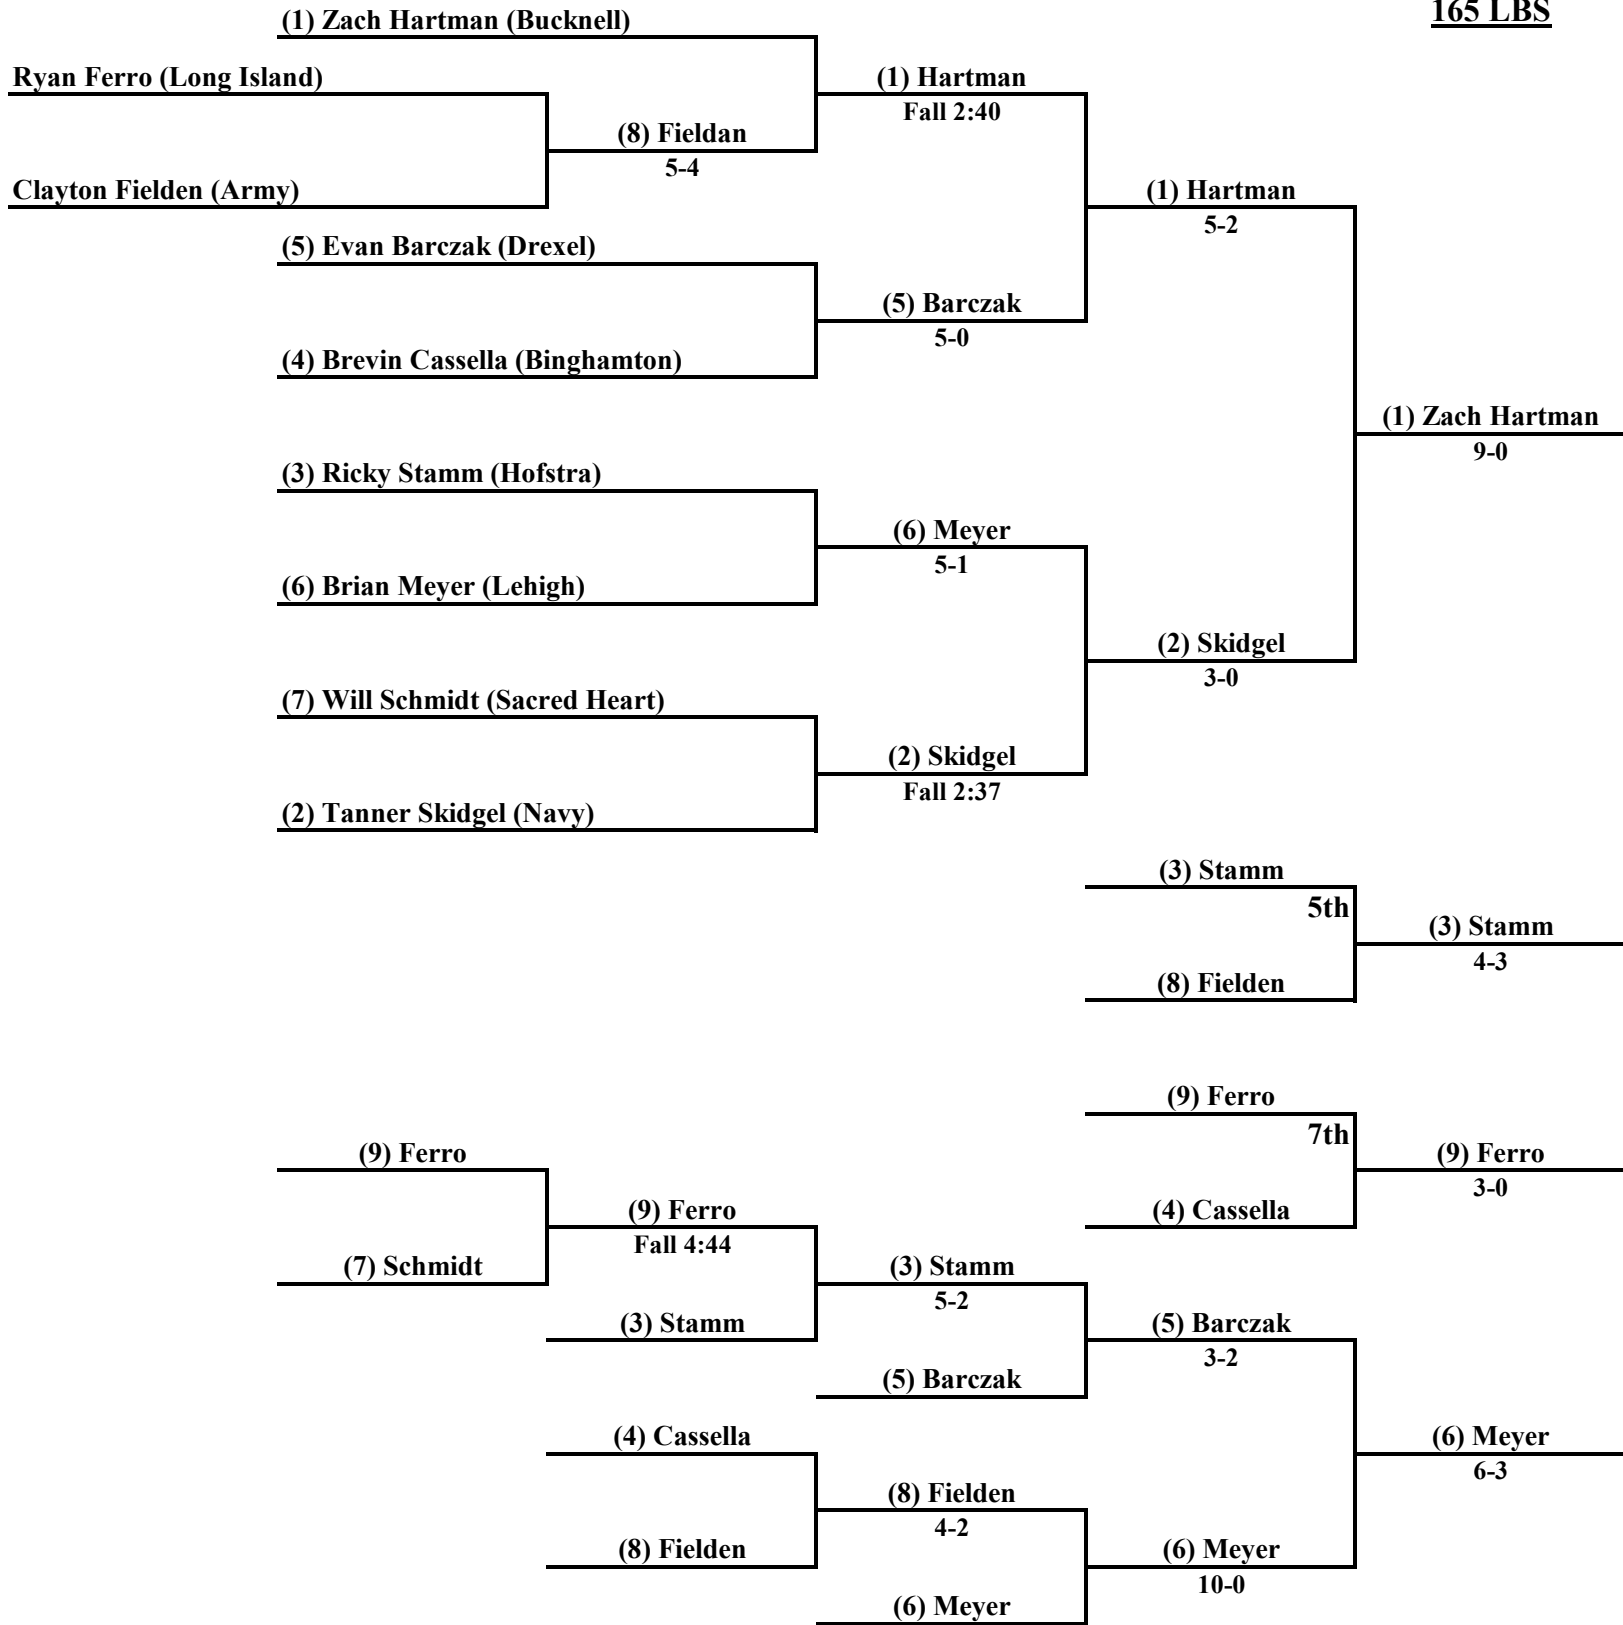 165 LBS
(1) Zach Hartman (Bucknell)
Ryan Ferro (Long Island)
(1) Hartman
Fall 2:40
(8) Fieldan
5-4
Clayton Fielden (Army)
(1) Hartman
5-2
(5) Evan Barczak (Drexel)
(5) Barczak
5-0
(4) Brevin Cassella (Binghamton)
(1) Zach Hartman
9-0
(3) Ricky Stamm (Hofstra)
(6) Meyer
5-1
(6) Brian Meyer (Lehigh)
(2) Skidgel
3-0
(7) Will Schmidt (Sacred Heart)
(2) Skidgel
Fall 2:37
(2) Tanner Skidgel (Navy)
(3) Stamm
5th
(3) Stamm
4-3
(8) Fielden
(9) Ferro
7th
(9) Ferro
(9) Ferro
3-0
(9) Ferro
Fall 4:44
(4) Cassella
(7) Schmidt
(3) Stamm
5-2
(3) Stamm
(5) Barczak
3-2
(5) Barczak
(4) Cassella
(6) Meyer
6-3
(8) Fielden
4-2
(8) Fielden
(6) Meyer
10-0
(6) Meyer